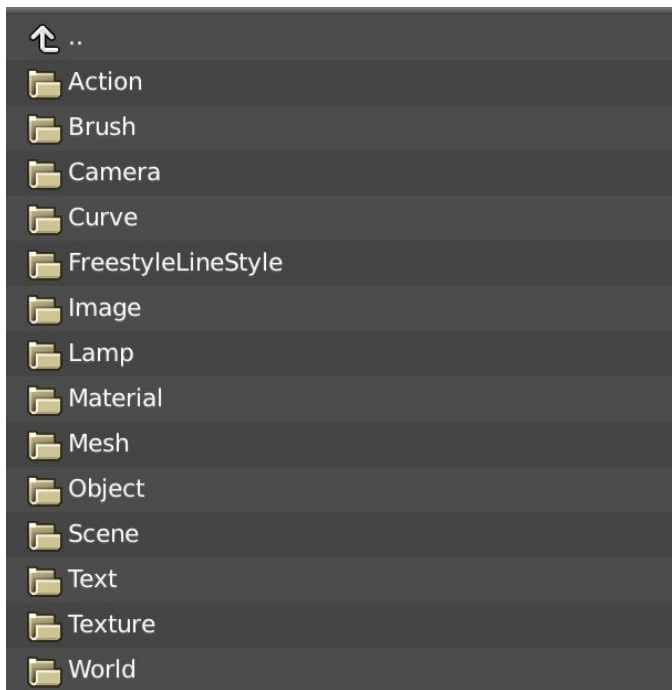 ..
Action
Brush
Camera
Curve
FreestyleLineStyle
Image
Lamp
Material
Mesh
Object
Scene
Text
Texture
World